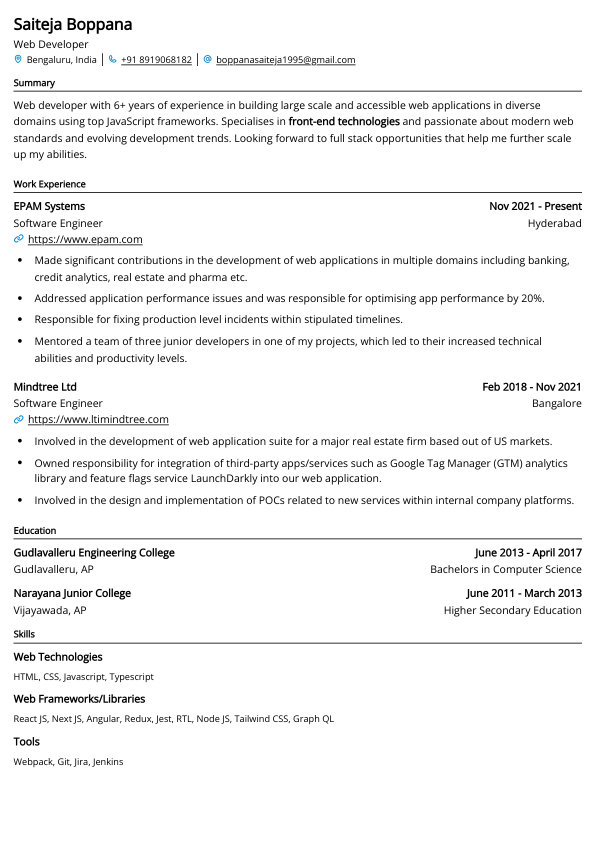 Saiteja Boppana
Web Developer
Bengaluru, India | +91 8919068182 | boppanasaiteja1995@gmail.com
Summary
Web developer with 6+ years of experience in building large scale and accessible web applications in diverse
domains using top JavaScript frameworks. Specialises in front-end technologies and passionate about modern web
standards and evolving development trends. Looking forward to full stack opportunities that help me further scale
up my abilities.
Work Experience
EPAM Systems Nov 2021 - Present
Software Engineer Hyderabad
https://www.epam.com
• Made significant contributions in the development of web applications in multiple domains including banking,
credit analytics, real estate and pharma etc.
• Addressed application performance issues and was responsible for optimising app performance by 20%.
• Responsible for fixing production level incidents within stipulated timelines.
• Mentored a team of three junior developers in one of my projects, which led to their increased technical
abilities and productivity levels.
Mindtree Ltd Feb 2018 - Nov 2021
Software Engineer Bangalore
https://www.ltimindtree.com
• Involved in the development of web application suite for a major real estate firm based out of US markets.
• Owned responsibility for integration of third-party apps/services such as Google Tag Manager (GTM) analytics
library and feature flags service LaunchDarkly into our web application.
• Involved in the design and implementation of POCs related to new services within internal company platforms.
Education
Gudlavalleru Engineering College June 2013 - April 2017
Gudlavalleru, AP Bachelors in Computer Science
Narayana Junior College June 2011 - March 2013
Vijayawada, AP Higher Secondary Education
Skills
Web Technologies
HTML, CSS, Javascript, Typescript
Web Frameworks/Libraries
React JS, Next JS, Angular, Redux, Jest, RTL, Node JS, Tailwind CSS, Graph QL
Tools
Webpack, Git, Jira, Jenkins